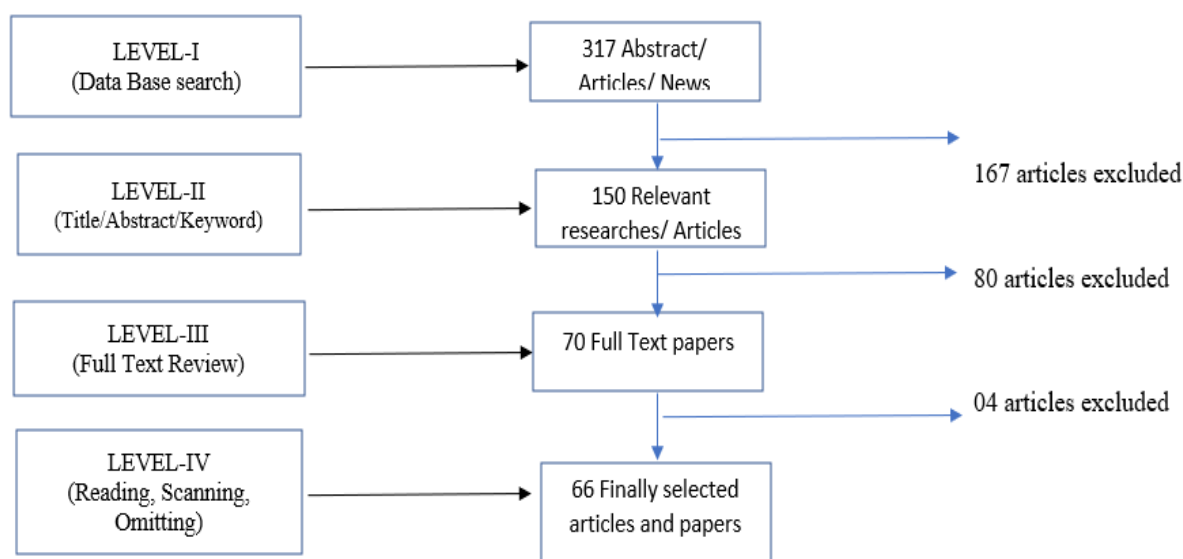 LEVEL-I
(Data Base search)
317 Abstract/
Articles/ News
167 articles excluded
LEVEL-II
(Title/Abstract/Keyword)
150 Relevant
researches/ Articles
80 articles excluded
LEVEL-III
(Full Text Review)
70 Full Text papers
04 articles excluded
LEVEL-IV
(Reading, Scanning,
Omitting)
66 Finally selected
articles and papers